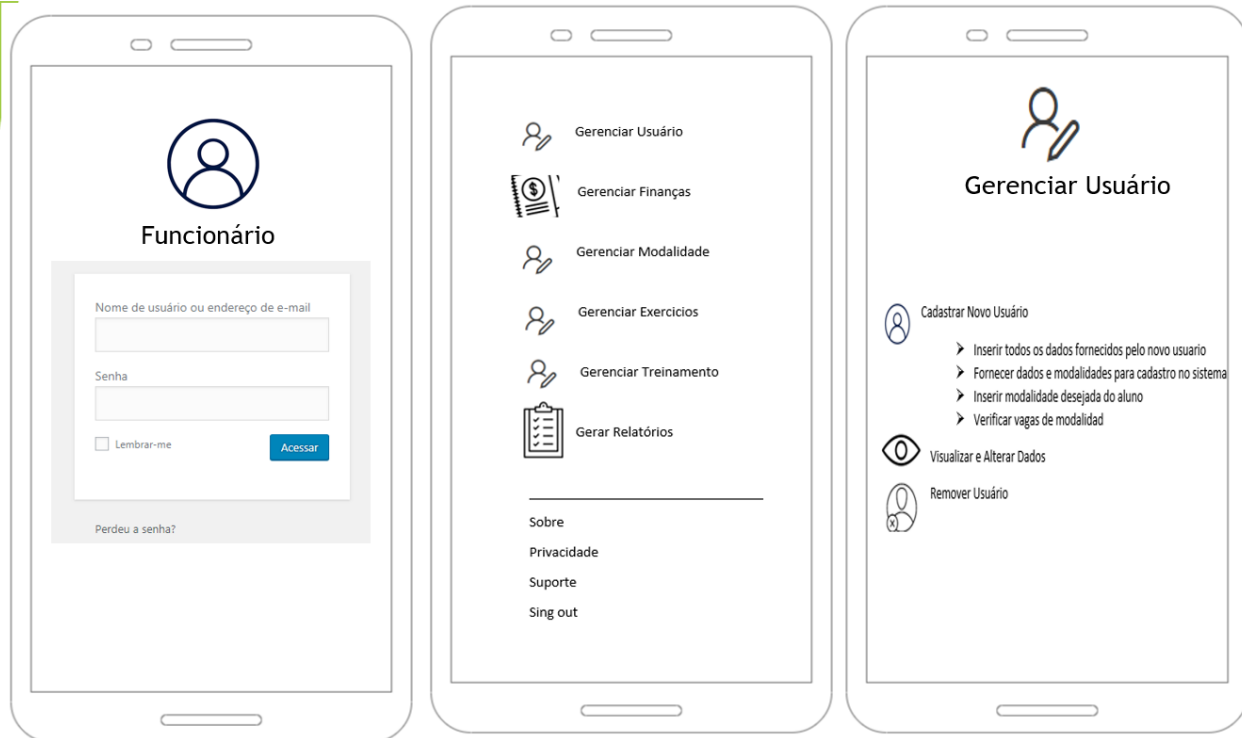 Funcionário
Nome de usuário ou endereço de e-mail
Senha
Lembrar-me
Acessar
Perdeu a senha?
Gerenciar Usuário
Gerenciar Finanças
Gerenciar Modalidade
Gerenciar Exercicios
Gerenciar Treinamento
Gerar Relatórios
Sobre
Privacidade
Suporte
Sing out
Gerenciar Usuário
Cadastrar Novo Usuário
Inserir todos os dados fornecidos pelo novo usuario
Fornecer dados e modalidades para cadastro no sistema
Inserir modalidade desejada do aluno
Verificar vagas de modalidad
Visualizar e Alterar Dados
Remover Usuário